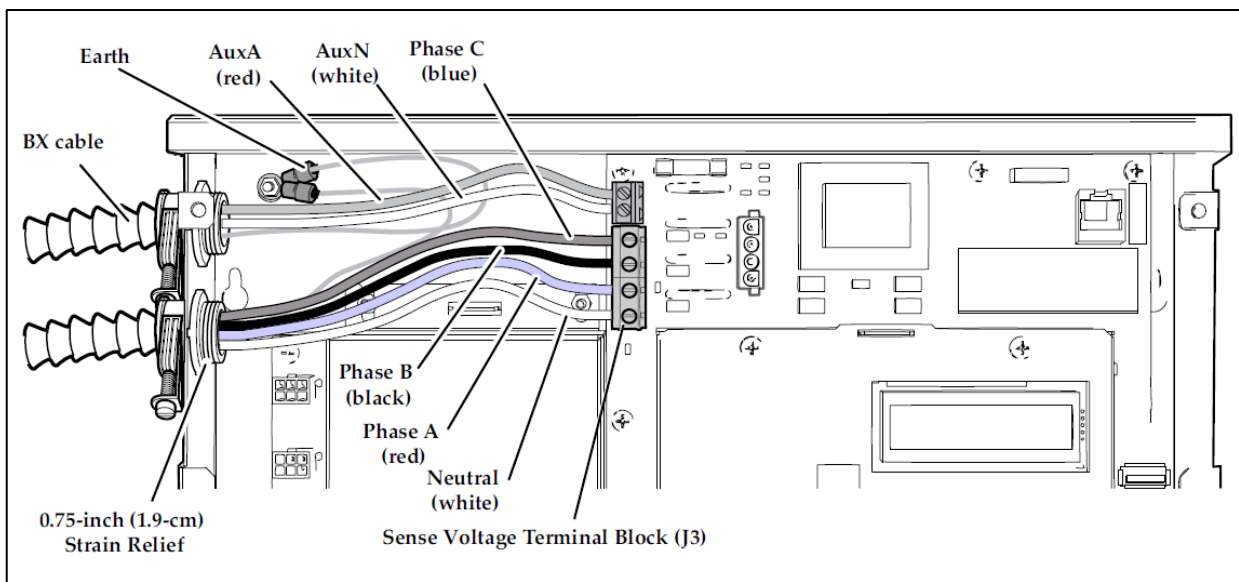 Earth
AuxA
(red)
AuxN
(white)
Phase C
(blue)
BX cable
Phase B
(black)
Phase A
(red)
Neutral
(white)
0.75-inch (1.9-cm)
Strain Relief
Sense Voltage Terminal Block (J3)